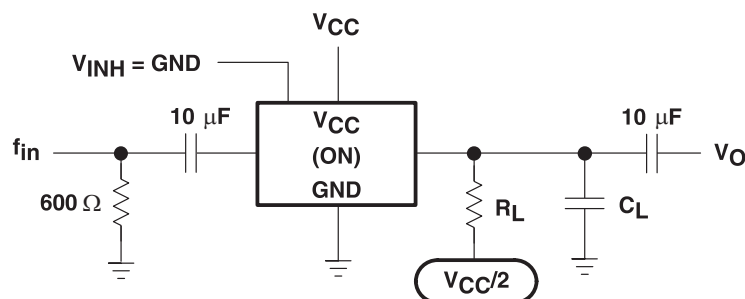 VCC
VINH = GND
10 μF
VCC
10 μF
fin
(ON)
VO
GND
600 Ω
RL
CL
VCC/2